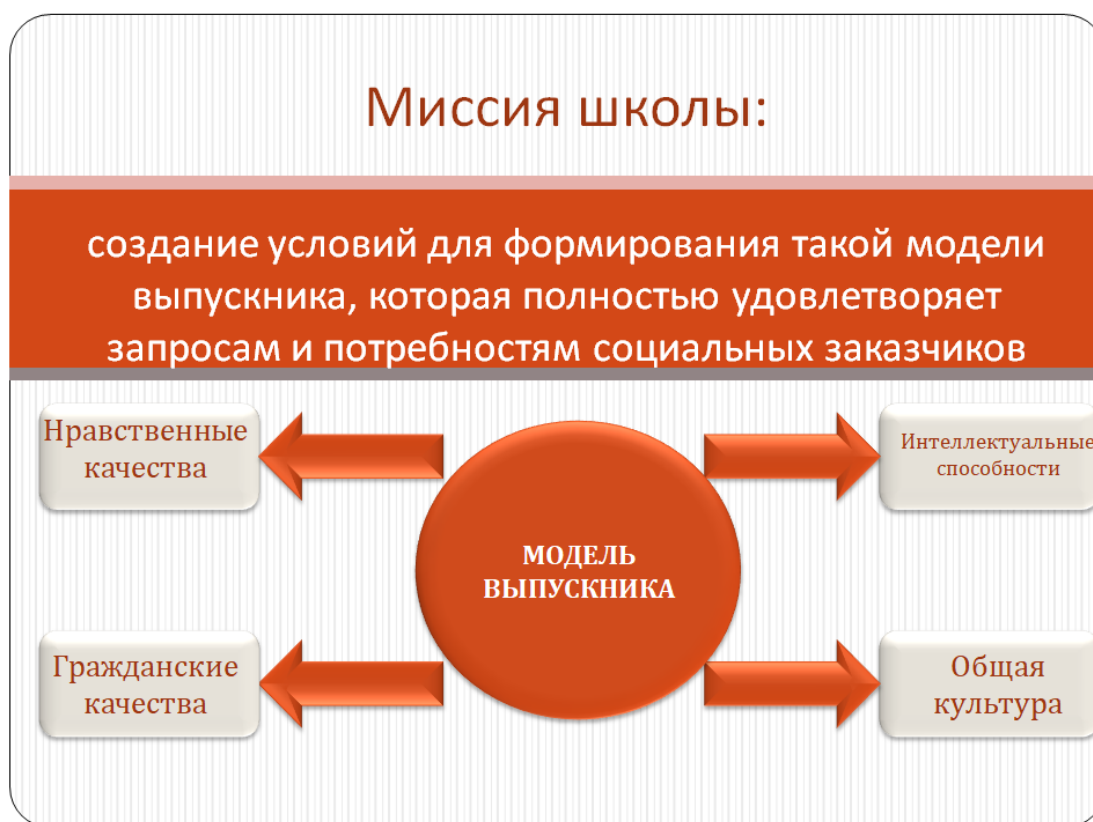 Миссия школы:
создание условий для формирования такой модели
выпускника, которая полностью удовлетворяет
запросам и потребностям социальных заказчиков
Нравственные
качества
Интеллектуальные
способности
МОДЕЛЬ
ВЫПУСКНИКА
Гражданские
качества
Общая
культура